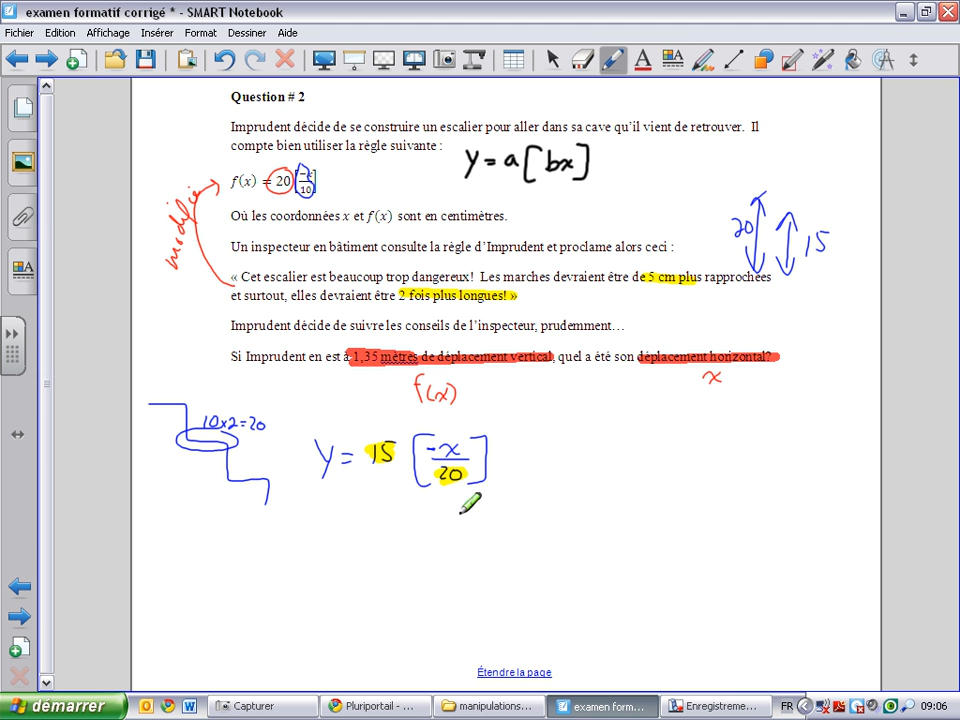 examen formatif corrigé * - SMART Notebook
Fichier Edition Affichage Insérer Format Dessiner Aide
Question # 2
Imprudent décide de se construire un escalier pour aller dans sa cave qu'il vient de retrouver. Il
compte bien utiliser la règle suivante :
y = a [bx]
f(x) = 20 [-x/10]
modifiée
Où les coordonnées x et f(x) sont en centimètres.
20
15
Un inspecteur en bâtiment consulte la règle d'Imprudent et proclame alors ceci :
« Cet escalier est beaucoup trop dangereux! Les marches devraient être de 5 cm plus rapprochées
et surtout, elles devraient être 2 fois plus longues! »
Imprudent décide de suivre les conseils de l'inspecteur, prudemment…
Si Imprudent en est à 1,35 mètres de déplacement vertical, quel a été son déplacement horizontal?
f(x)
x
10x2=20
y = 15 [-x/20]
Étendre la page
démarrer
Capturer
Pluriportail - ...
manipulations...
examen form...
Enregistreme...
FR
09:06